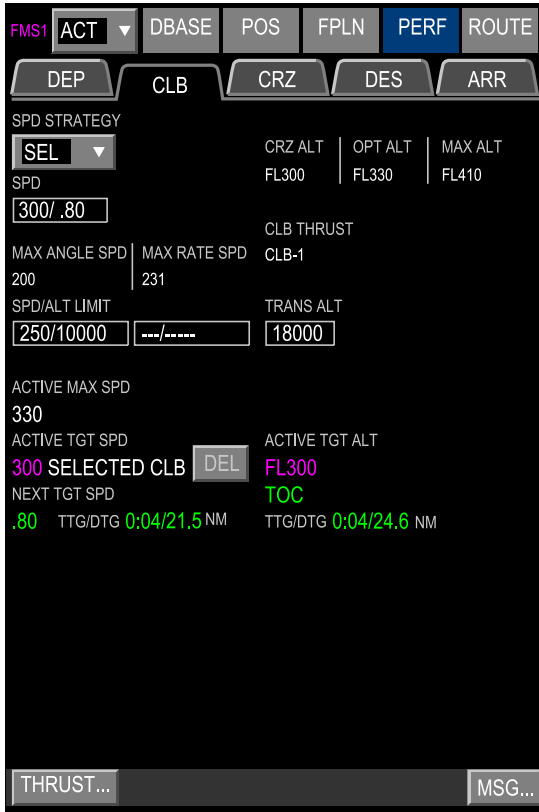 FMS1 ACT DBASE POS FPLN PERF ROUTE
DEP CLB CRZ DES ARR
SPD STRATEGY
SEL
CRZ ALT OPT ALT MAX ALT
FL300 FL330 FL410
SPD
300/ .80
CLB THRUST
CLB-1
MAX ANGLE SPD MAX RATE SPD
200 231
SPD/ALT LIMIT TRANS ALT
250/10000 ---/----- 18000
ACTIVE MAX SPD
330
ACTIVE TGT SPD ACTIVE TGT ALT
300 SELECTED CLB DEL FL300
NEXT TGT SPD TOC
.80 TTG/DTG 0:04/21.5 NM TTG/DTG 0:04/24.6 NM
THRUST... MSG...